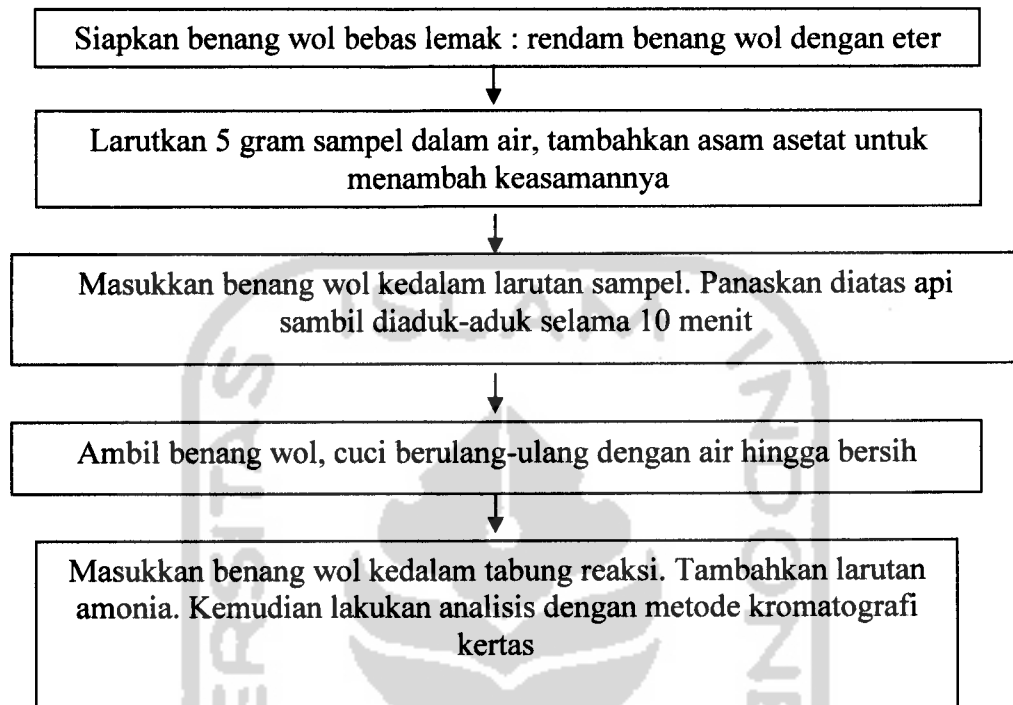 Siapkan benang wol bebas lemak : rendam benang wol dengan eter
Larutkan 5 gram sampel dalam air, tambahkan asam asetat untuk
menambah keasamannya
Masukkan benang wol kedalam larutan sampel. Panaskan diatas api
sambil diaduk-aduk selama 10 menit
Ambil benang wol, cuci berulang-ulang dengan air hingga bersih
Masukkan benang wol kedalam tabung reaksi. Tambahkan larutan
amonia. Kemudian lakukan analisis dengan metode kromatografi
kertas
ISLAM